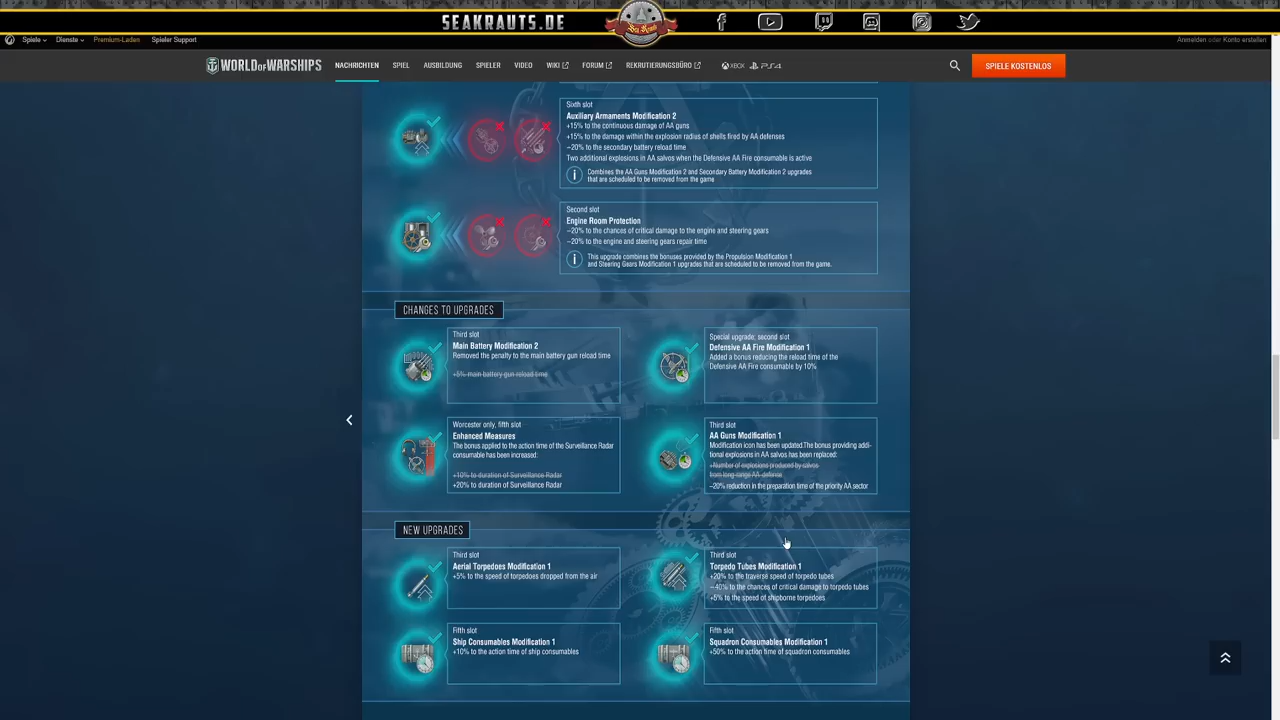 SEAKRAUTS.DE
Spiele Dienste Premium-Laden Spieler Support Anmelden oder Konto erstellen
WORLD OF WARSHIPS NACHRICHTEN SPIEL AUSBILDUNG SPIELER VIDEO WIKI FORUM REKRUTIERUNGSBÜRO XBOX PS4 SPIELE KOSTENLOS
Sixth slot
Auxiliary Armaments Modification 2
+15% to the continuous damage of AA guns
+15% to the damage within the explosion radius of shells fired by AA defenses
−20% to the secondary battery reload time
Two additional explosions in AA salvos when the Defensive AA Fire consumable is active
Combines the AA Guns Modification 2 and Secondary Battery Modification 2 upgrades
that are scheduled to be removed from the game
Second slot
Engine Room Protection
−20% to the chances of critical damage to the engine and steering gears
−20% to the engine and steering gears repair time
This upgrade combines the bonuses provided by the Propulsion Modification 1
and Steering Gears Modification 1 upgrades that are scheduled to be removed from the game.
CHANGES TO UPGRADES
Third slot
Main Battery Modification 2
Removed the penalty to the main battery gun reload time
+5% main battery gun reload time
Special upgrade; second slot
Defensive AA Fire Modification 1
Added a bonus reducing the reload time of the
Defensive AA Fire consumable by 10%
Worcester only, fifth slot
Enhanced Measures
The bonus applied to the action time of the Surveillance Radar
consumable has been increased:
+10% to duration of Surveillance Radar
+20% to duration of Surveillance Radar
Third slot
AA Guns Modification 1
Modification icon has been updated.The bonus providing addi-
tional explosions in AA salvos has been replaced:
+Number of explosions produced by salvos
from long-range AA defense
−20% reduction in the preparation time of the priority AA sector
NEW UPGRADES
Third slot
Aerial Torpedoes Modification 1
+5% to the speed of torpedoes dropped from the air
Third slot
Torpedo Tubes Modification 1
+20% to the traverse speed of torpedo tubes
−40% to the chances of critical damage to torpedo tubes
+5% to the speed of shipborne torpedoes
Fifth slot
Ship Consumables Modification 1
+10% to the action time of ship consumables
Fifth slot
Squadron Consumables Modification 1
+50% to the action time of squadron consumables